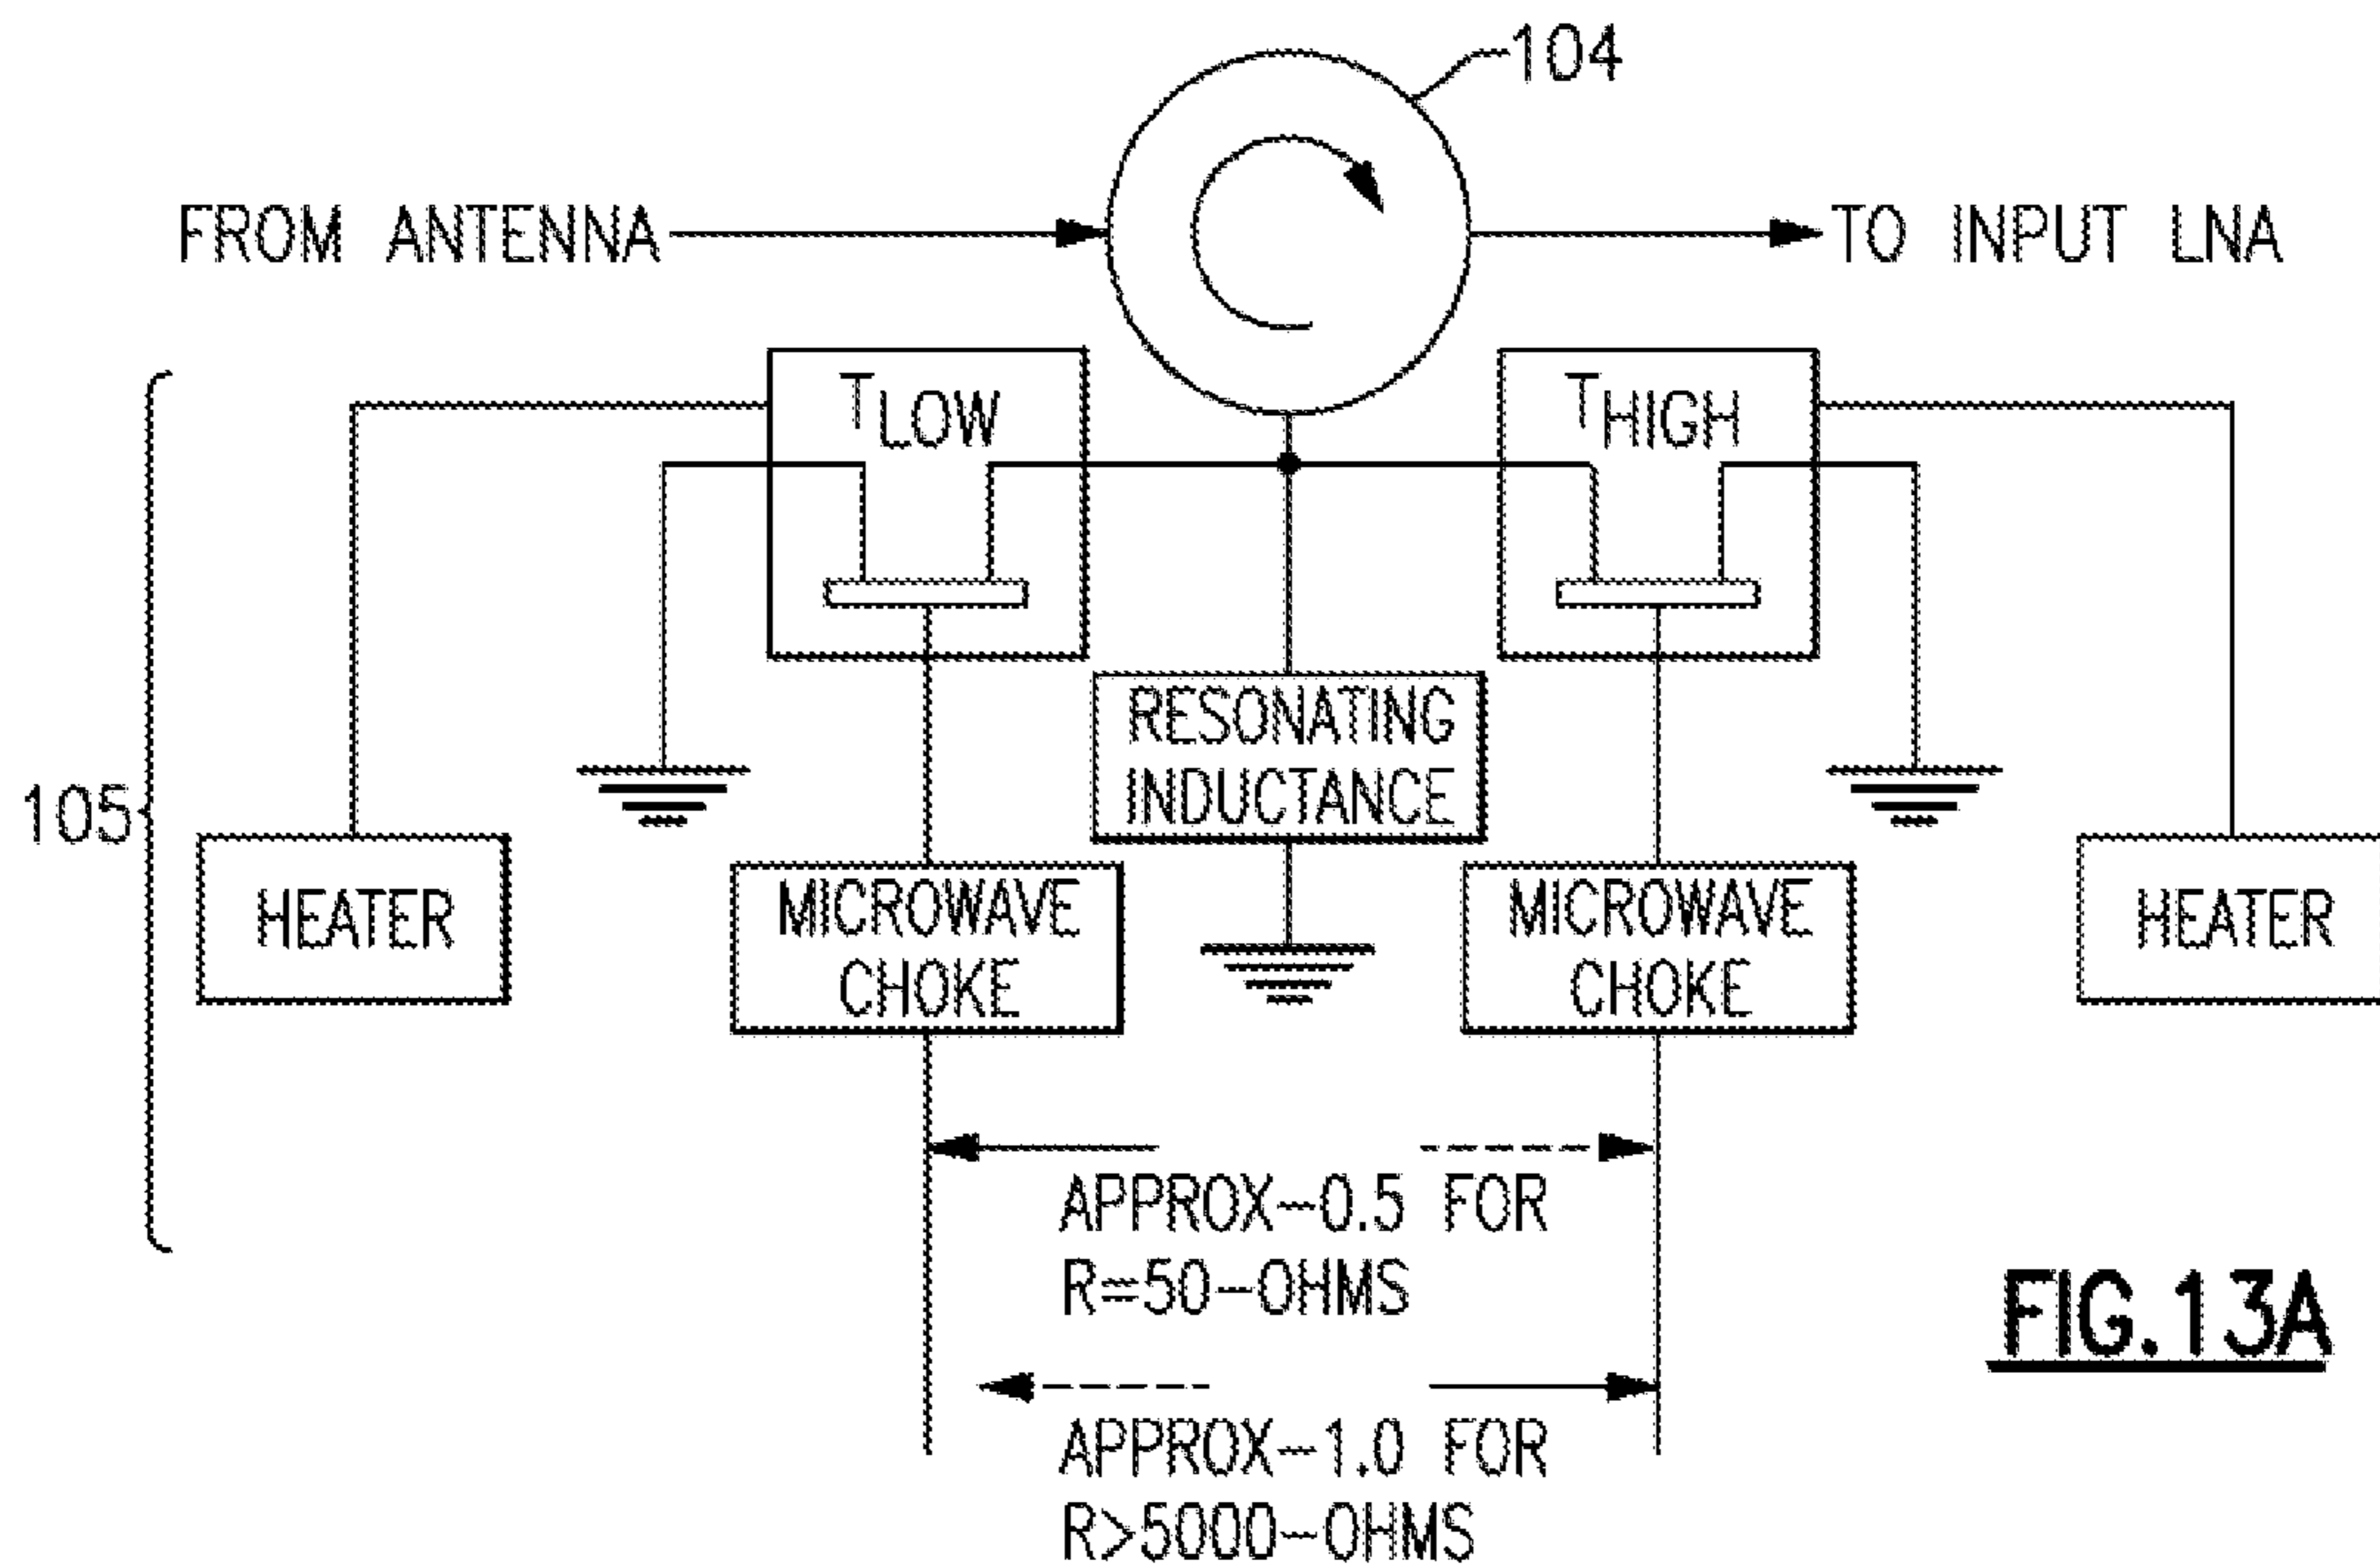 104
FROM ANTENNA
TO INPUT LNA
TLOW
THIGH
105
RESONATING
INDUCTANCE
HEATER
MICROWAVE
CHOKE
MICROWAVE
CHOKE
HEATER
APPROX-0.5 FOR
R=50-OHMS
APPROX-1.0 FOR
R>5000-OHMS
FIG.13A